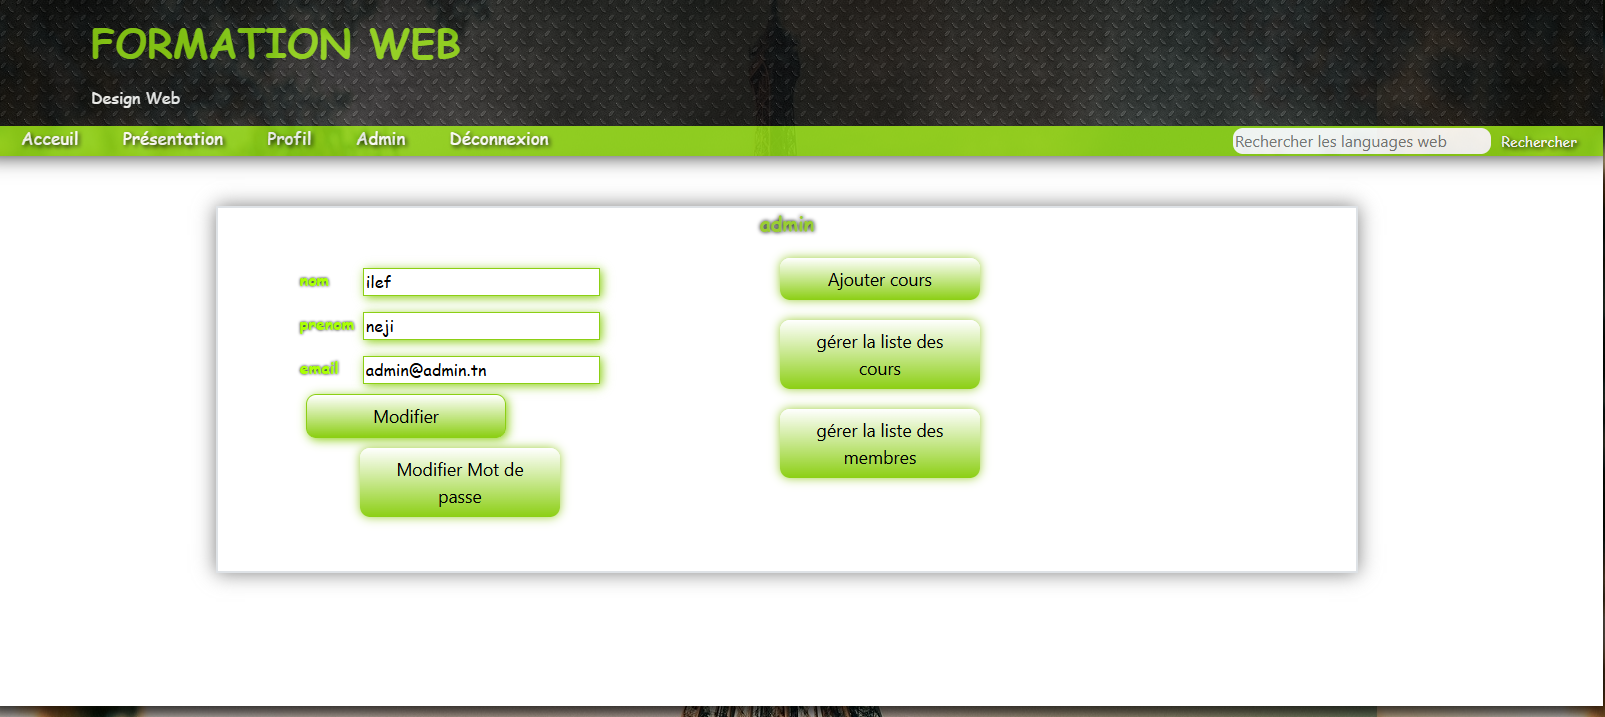 FORMATION WEB
Design Web
Acceuil Présentation Profil Admin Déconnexion Rechercher les languages web Rechercher
admin
nom ilef
prenom neji
email admin@admin.tn
Modifier
Modifier Mot de
passe
Ajouter cours
gérer la liste des
cours
gérer la liste des
membres